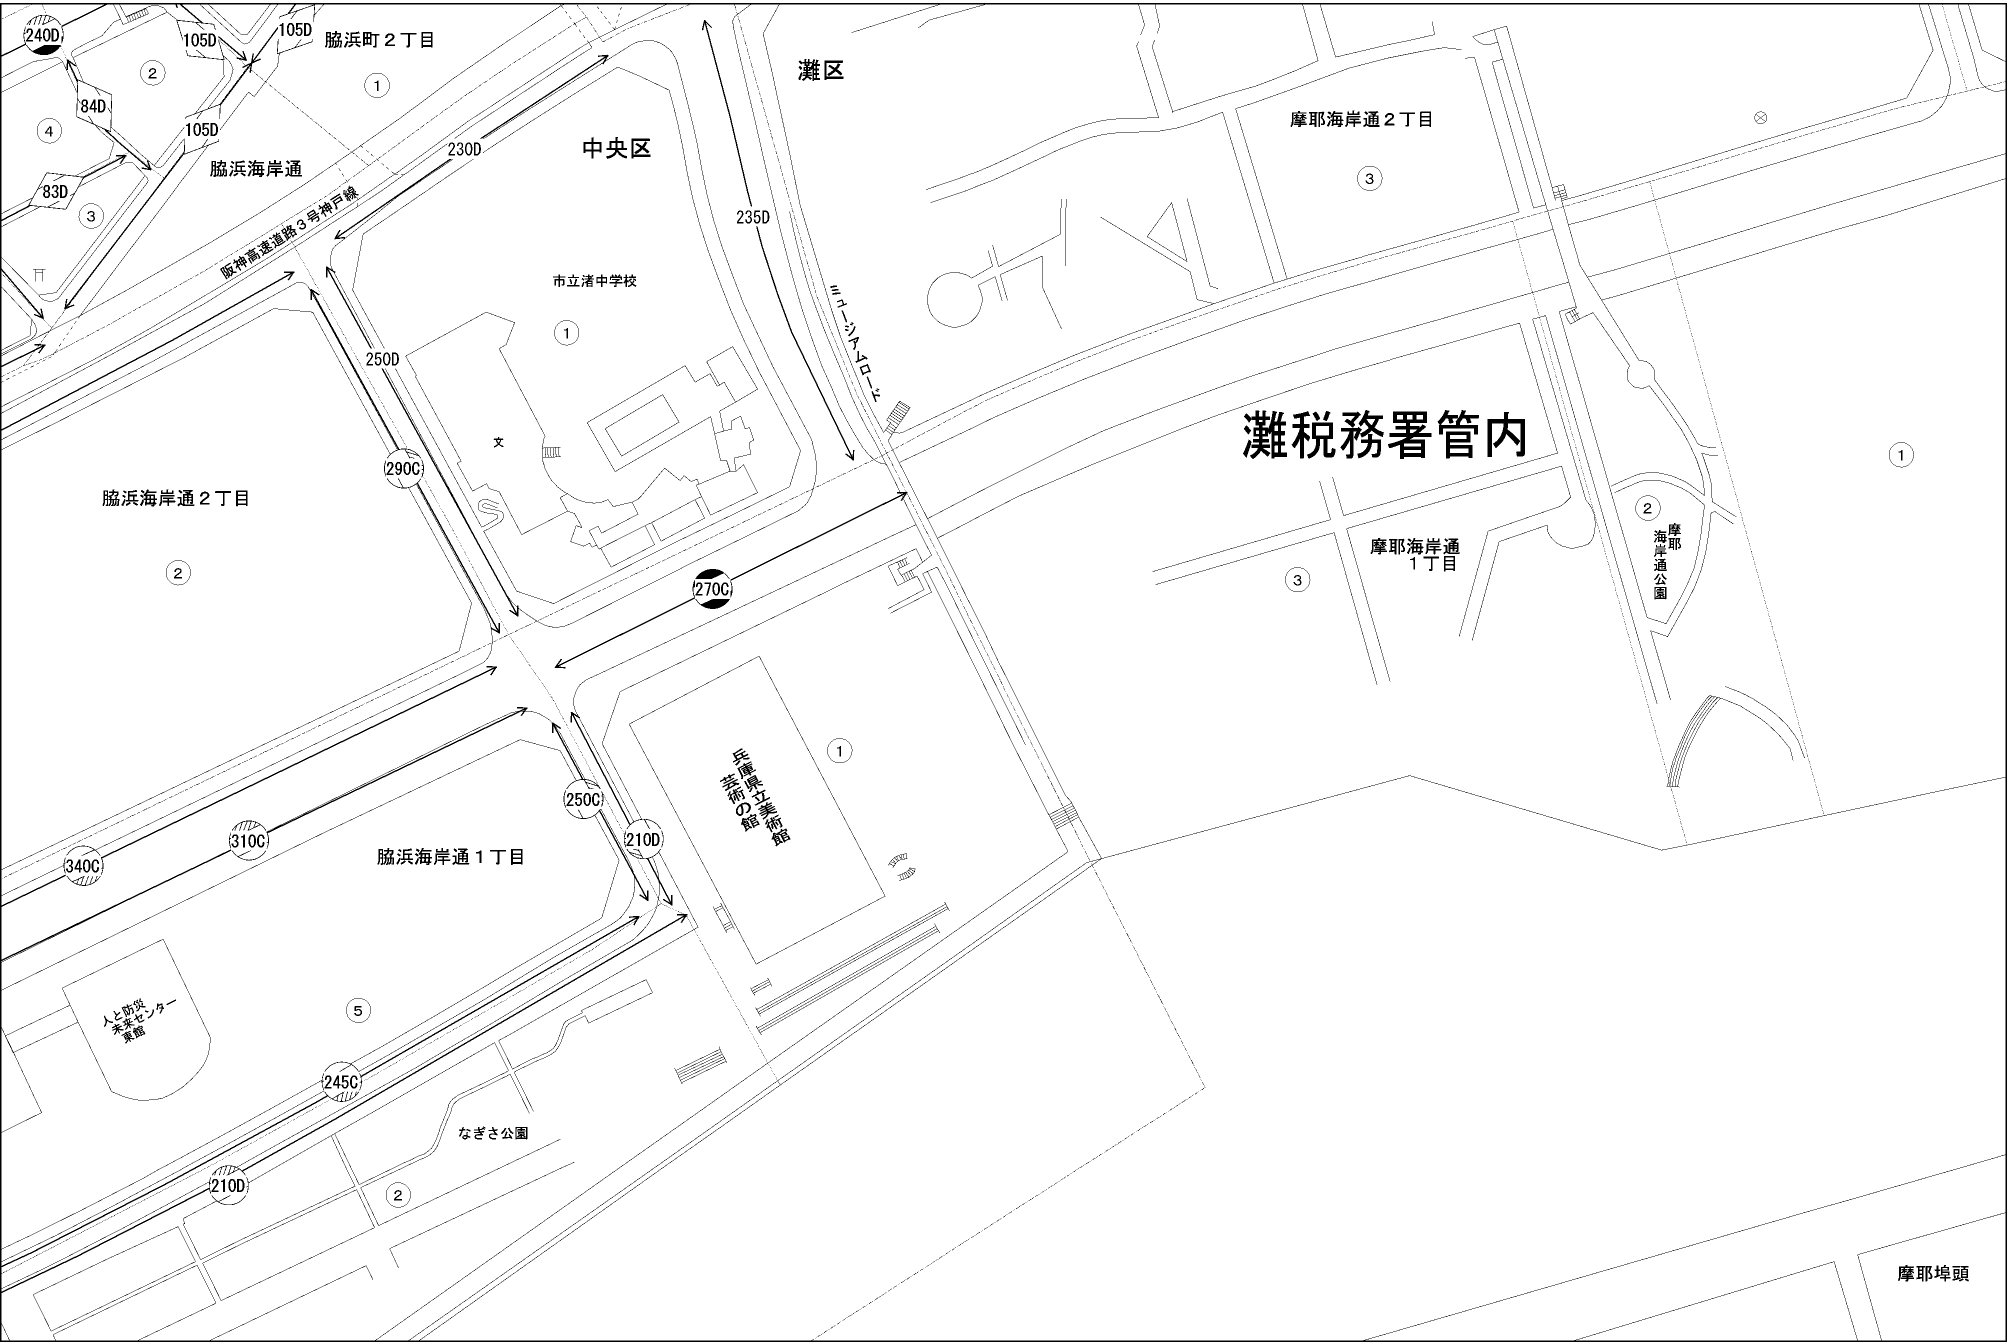 240D
105D
105D
脇浜町２丁目
②
①
84D
④
105D
230D
脇浜海岸通
83D
③
阪神高速道路３号神戸線
灘区
中央区
235D
摩耶海岸通２丁目
③
市立渚中学校
①
ミュージアムロード
250D
文
290C
灘税務署管内
①
脇浜海岸通２丁目
②
270C
摩耶海岸通
１丁目
③
②
摩耶
海岸通公園
兵庫県立美術館
芸術の館
①
250C
210D
310C
340C
脇浜海岸通１丁目
人と防災
未来センター
東館
⑤
245C
なぎさ公園
210D
②
摩耶埠頭